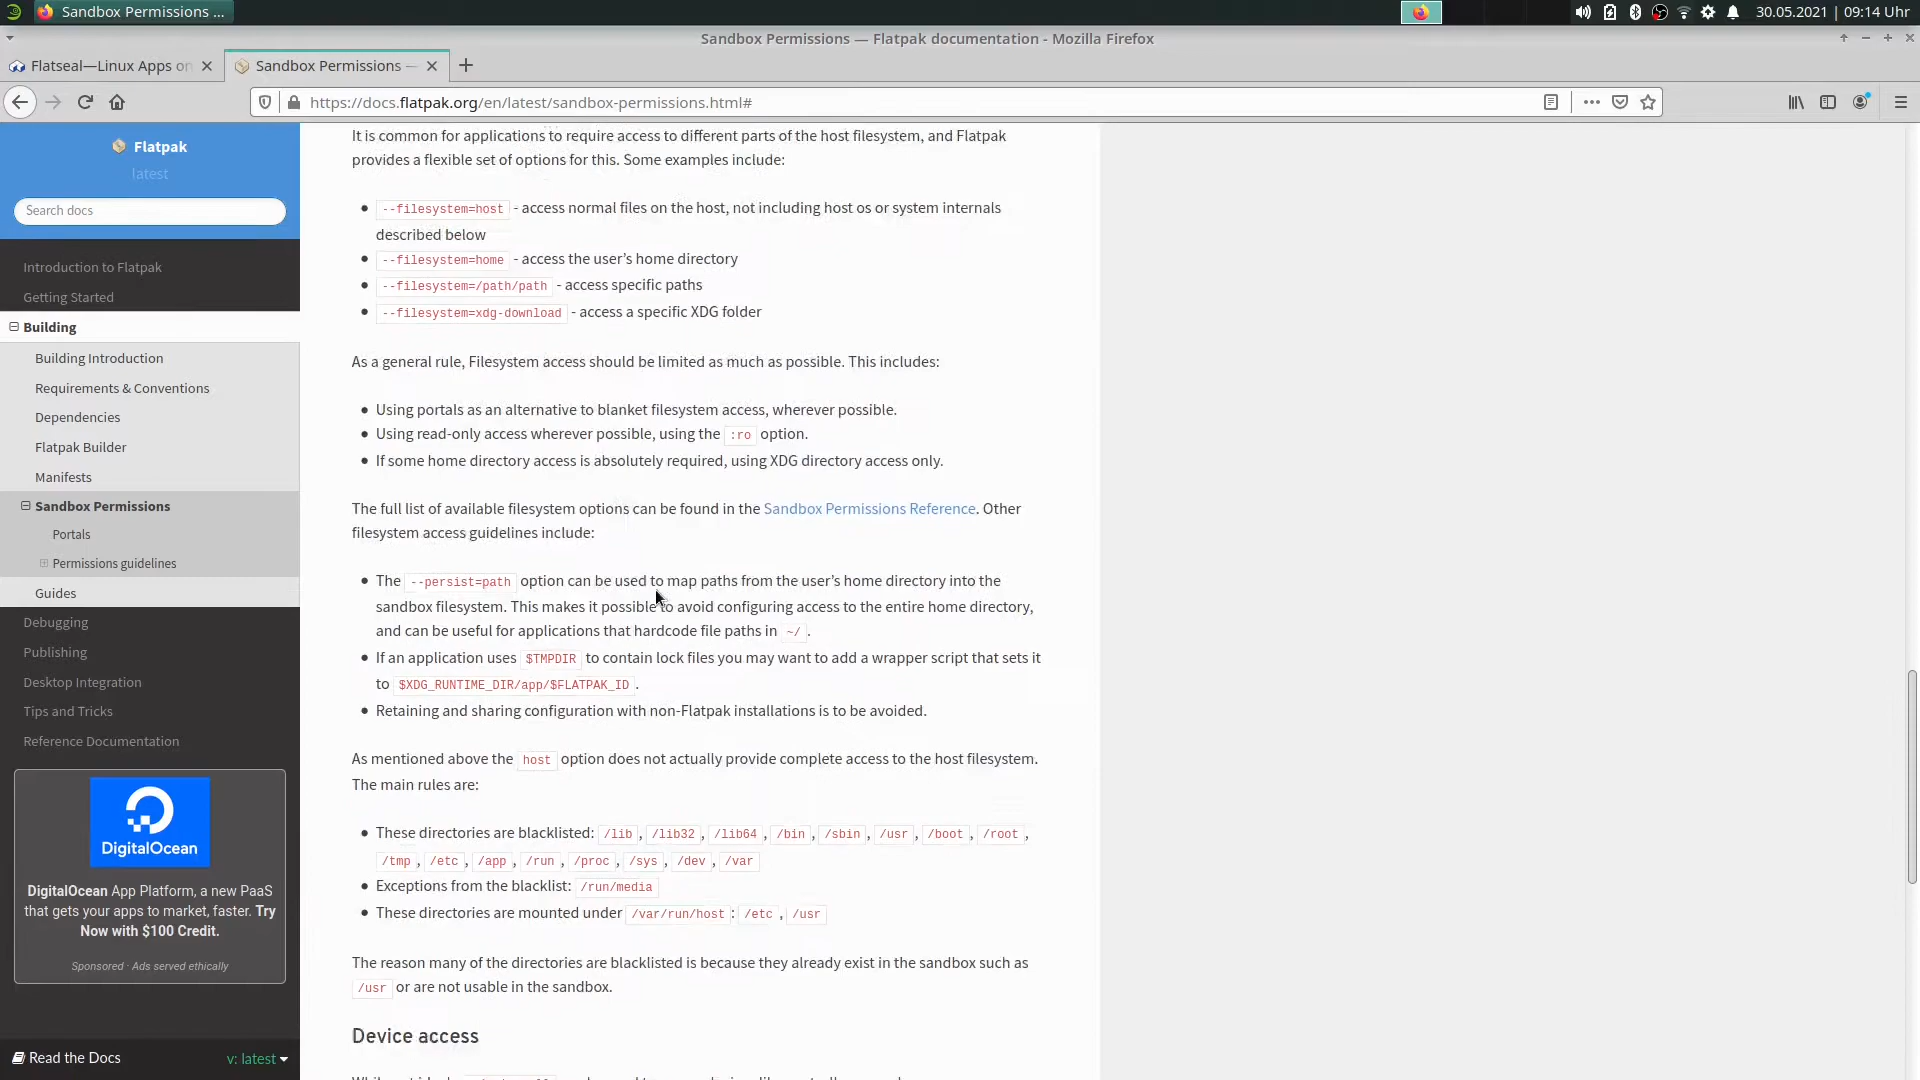 Sandbox Permissions ...
30.05.2021 | 09:14 Uhr
Sandbox Permissions — Flatpak documentation - Mozilla Firefox
Flatseal—Linux Apps on
Sandbox Permissions —
https://docs.flatpak.org/en/latest/sandbox-permissions.html#
Flatpak
latest
Search docs
Introduction to Flatpak
Getting Started
Building
Building Introduction
Requirements & Conventions
Dependencies
Flatpak Builder
Manifests
Sandbox Permissions
Portals
Permissions guidelines
Guides
Debugging
Publishing
Desktop Integration
Tips and Tricks
Reference Documentation
DigitalOcean
DigitalOcean App Platform, a new PaaS
that gets your apps to market, faster. Try
Now with $100 Credit.
Sponsored · Ads served ethically
Read the Docs
v: latest
It is common for applications to require access to different parts of the host filesystem, and Flatpak
provides a flexible set of options for this. Some examples include:
--filesystem=host - access normal files on the host, not including host os or system internals
described below
--filesystem=home - access the user's home directory
--filesystem=/path/path - access specific paths
--filesystem=xdg-download - access a specific XDG folder
As a general rule, Filesystem access should be limited as much as possible. This includes:
Using portals as an alternative to blanket filesystem access, wherever possible.
Using read-only access wherever possible, using the :ro option.
If some home directory access is absolutely required, using XDG directory access only.
The full list of available filesystem options can be found in the Sandbox Permissions Reference. Other
filesystem access guidelines include:
The --persist=path option can be used to map paths from the user's home directory into the
sandbox filesystem. This makes it possible to avoid configuring access to the entire home directory,
and can be useful for applications that hardcode file paths in ~/ .
If an application uses $TMPDIR to contain lock files you may want to add a wrapper script that sets it
to $XDG_RUNTIME_DIR/app/$FLATPAK_ID .
Retaining and sharing configuration with non-Flatpak installations is to be avoided.
As mentioned above the host option does not actually provide complete access to the host filesystem.
The main rules are:
These directories are blacklisted: /lib , /lib32 , /lib64 , /bin , /sbin , /usr , /boot , /root ,
/tmp , /etc , /app , /run , /proc , /sys , /dev , /var
Exceptions from the blacklist: /run/media
These directories are mounted under /var/run/host : /etc , /usr
The reason many of the directories are blacklisted is because they already exist in the sandbox such as
/usr or are not usable in the sandbox.
Device access